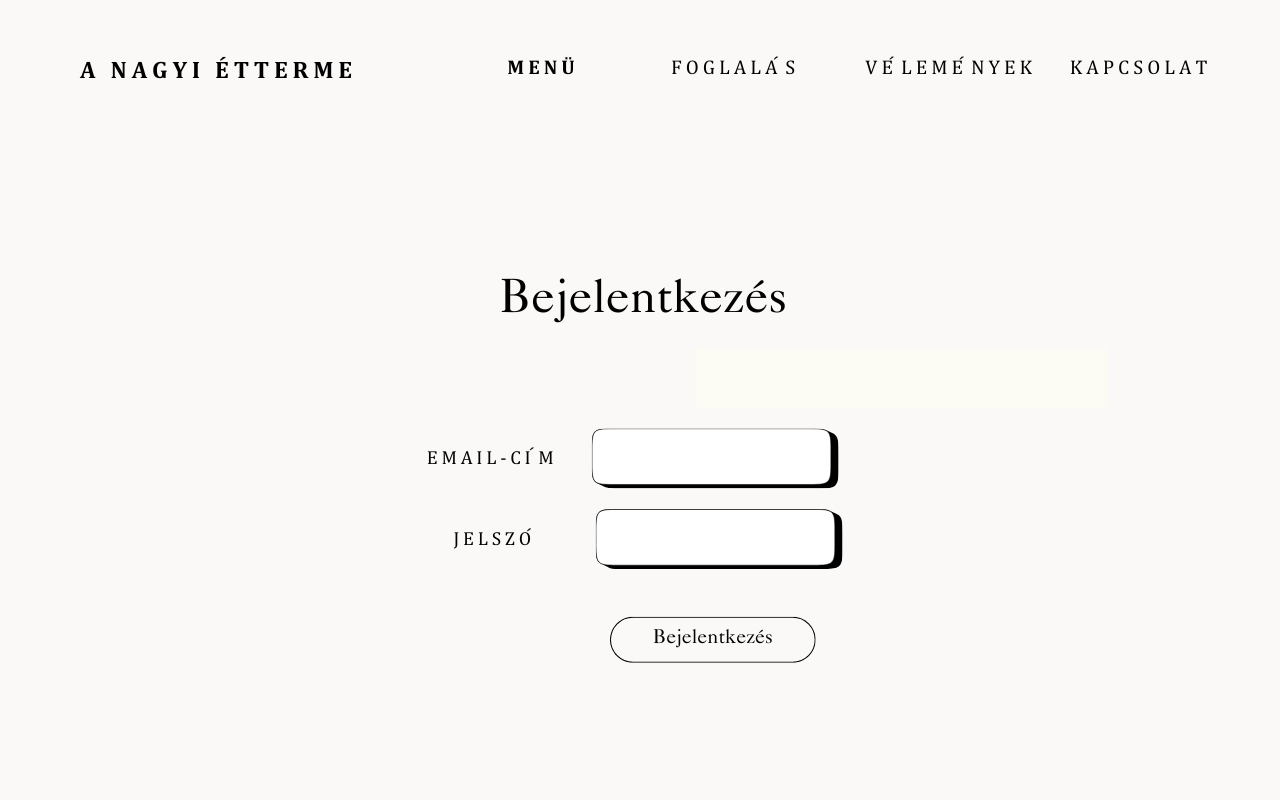 A NAGYI ÉTTERME
MENÜ
FOGLALÁS
VÉLEMÉNYEK
KAPCSOLAT
Bejelentkezés
EMAIL-CÍM
JELSZÓ
Bejelentkezés